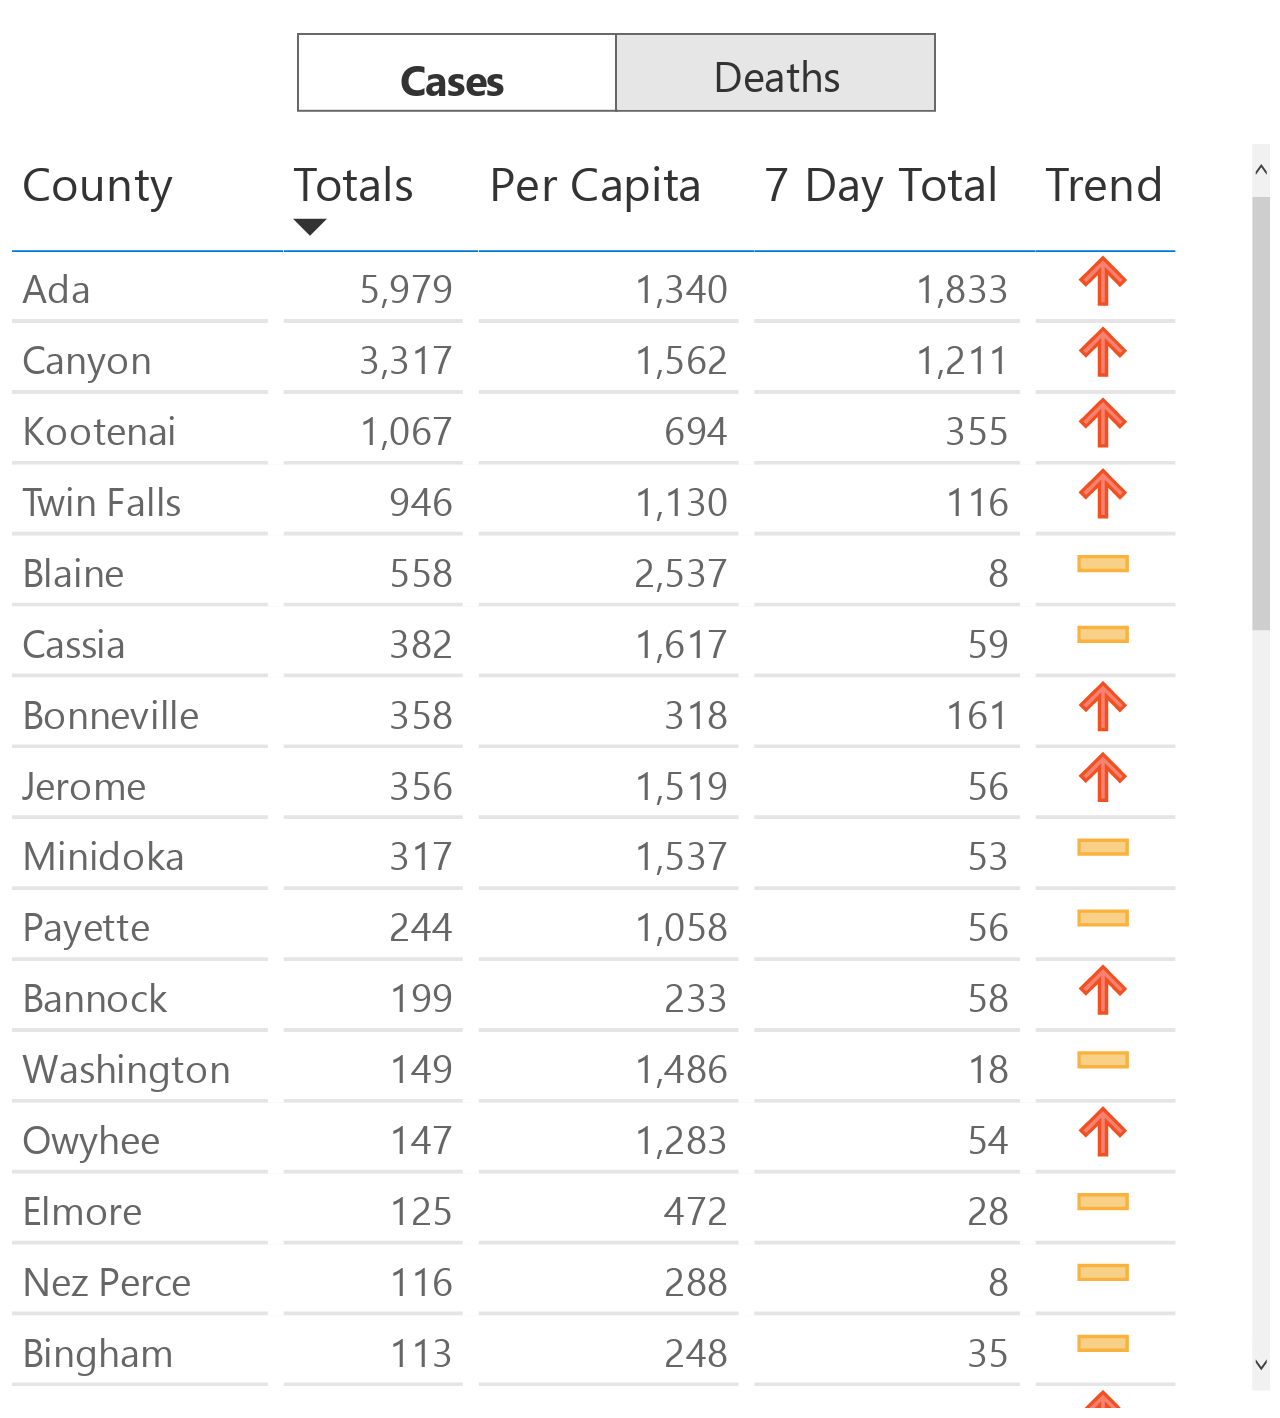 Cases Deaths
County Totals Per Capita 7 Day Total Trend
Ada 5,979 1,340 1,833
Canyon 3,317 1,562 1,211
Kootenai 1,067 694 355
Twin Falls 946 1,130 116
Blaine 558 2,537 8
Cassia 382 1,617 59
Bonneville 358 318 161
Jerome 356 1,519 56
Minidoka 317 1,537 53
Payette 244 1,058 56
Bannock 199 233 58
Washington 149 1,486 18
Owyhee 147 1,283 54
Elmore 125 472 28
Nez Perce 116 288 8
Bingham 113 248 35